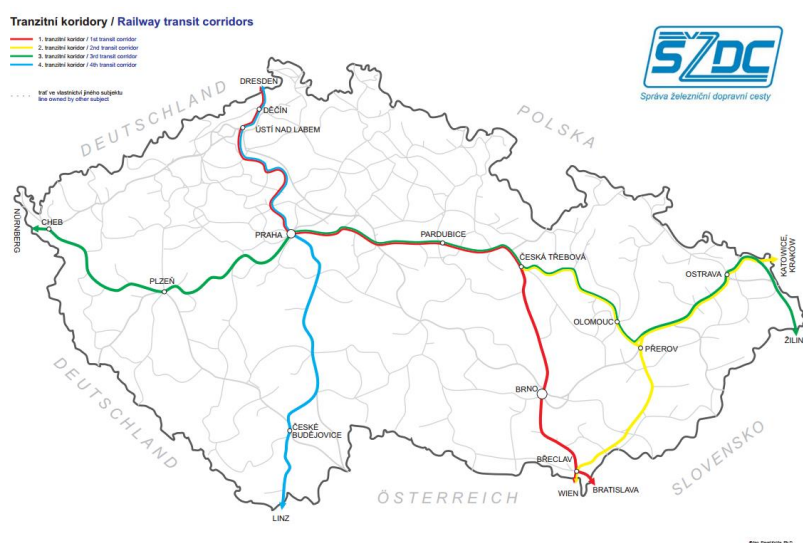 Tranzitní koridory / Railway transit corridors
1. tranzitní koridor / 1st transit corridor
2. tranzitní koridor / 2nd transit corridor
3. tranzitní koridor / 3rd transit corridor
4. tranzitní koridor / 4th transit corridor
trať ve vlastnictví jiného subjektu
line owned by other subject
SŽDC
Správa železniční dopravní cesty
DEUTSCHLAND
POLSKA
DRESDEN
DĚČÍN
ÚSTÍ NAD LABEM
NÜRNBERG
CHEB
PRAHA
PARDUBICE
ČESKÁ TŘEBOVÁ
KATOWICE,
KRAKÓW
PLZEŇ
OSTRAVA
OLOMOUC
ŽILIN
PŘEROV
DEUTSCHLAND
BRNO
ČESKÉ
BUDĚJOVICE
BŘECLAV
SLOVENSKO
WIEN
BRATISLAVA
ÖSTERREICH
LINZ